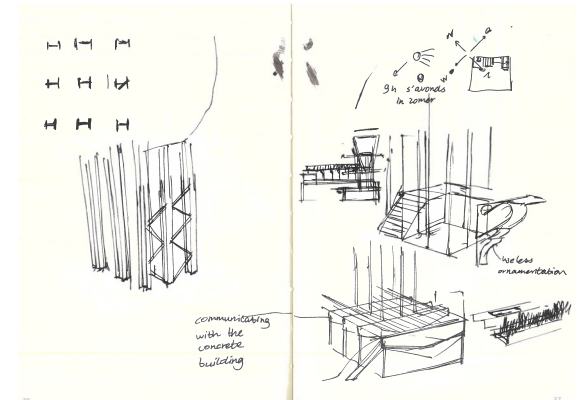 N
9h s'avonds
in zomer
useless
ornamentation
communicating
with the
concrete
building